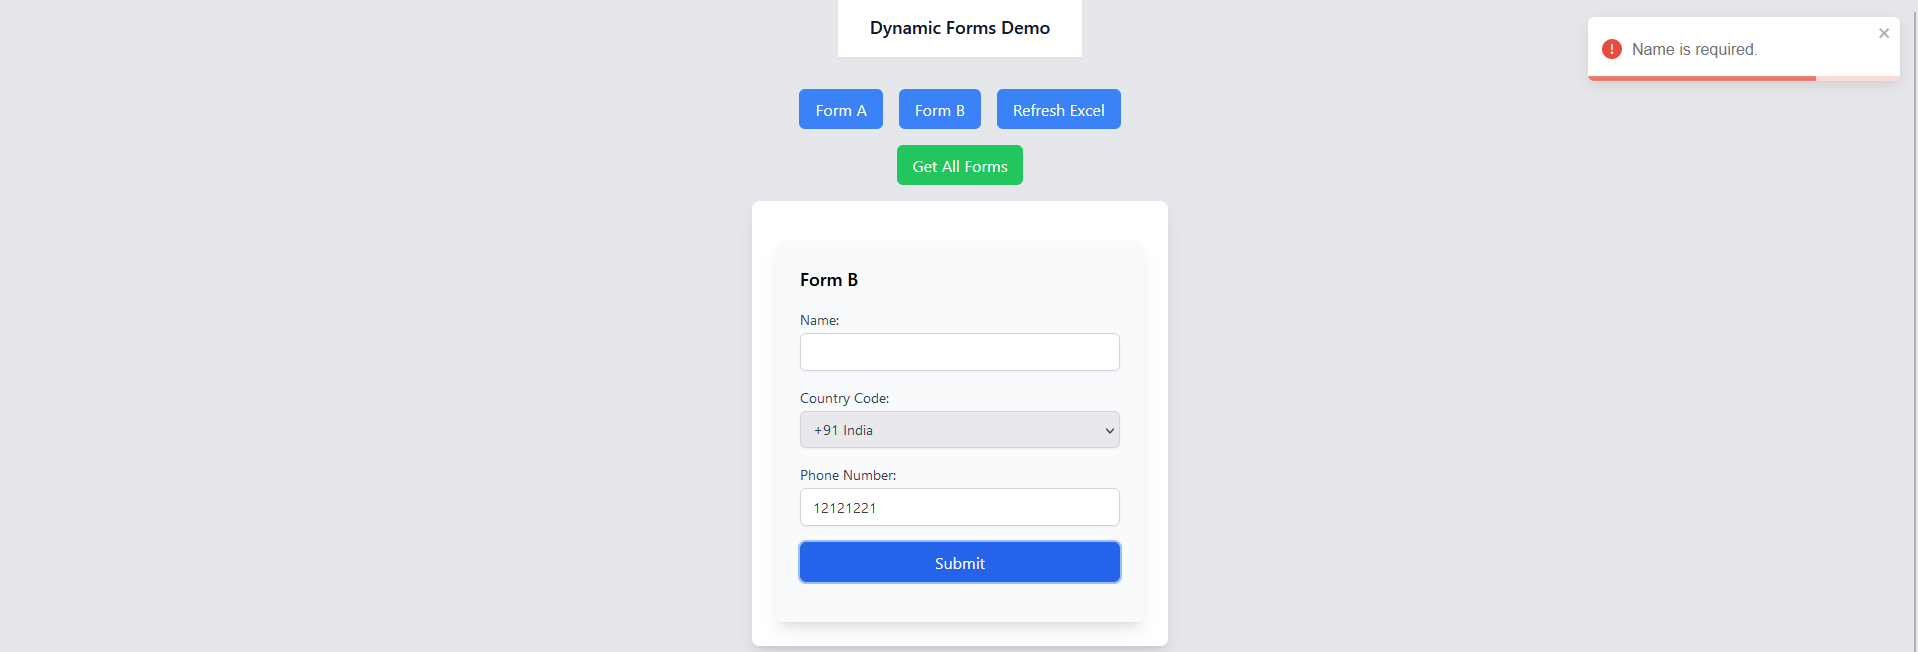 Dynamic Forms Demo
Name is required.
Form A
Form B
Refresh Excel
Get All Forms
Form B
Name:
Country Code:
+91 India
Phone Number:
12121221
Submit